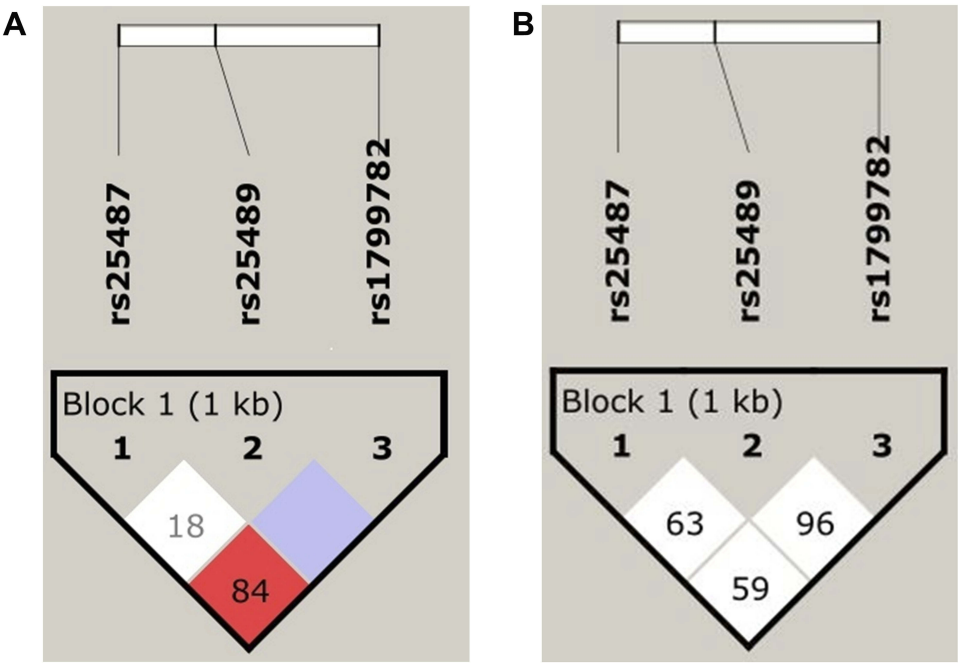 A
rs25487
rs25489
rs1799782
Block 1 (1 kb)
1 2 3
18
84
B
rs25487
rs25489
rs1799782
Block 1 (1 kb)
1 2 3
63 96
59